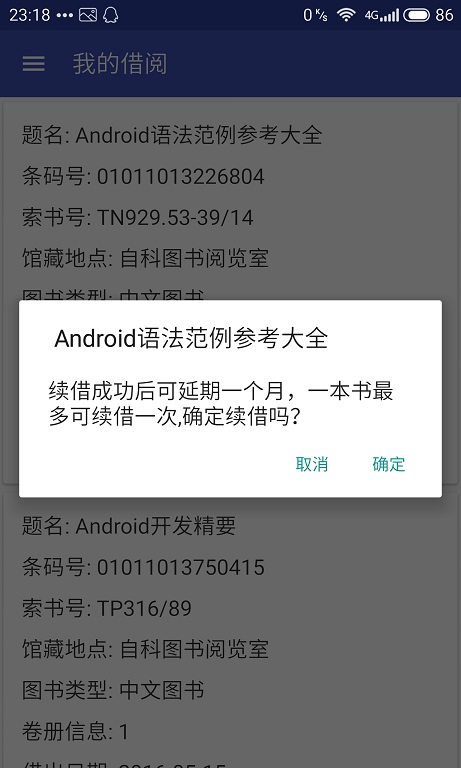 23:18
0 K/s 4G 86
我的借阅
题名: Android语法范例参考大全
条码号: 01011013226804
索书号: TN929.53-39/14
馆藏地点: 自科图书阅览室
图书类型: 中文图书
Android语法范例参考大全
续借成功后可延期一个月，一本书最
多可续借一次,确定续借吗？
取消 确定
题名: Android开发精要
条码号: 01011013750415
索书号: TP316/89
馆藏地点: 自科图书阅览室
图书类型: 中文图书
卷册信息: 1
借出日期: 2016-05-15